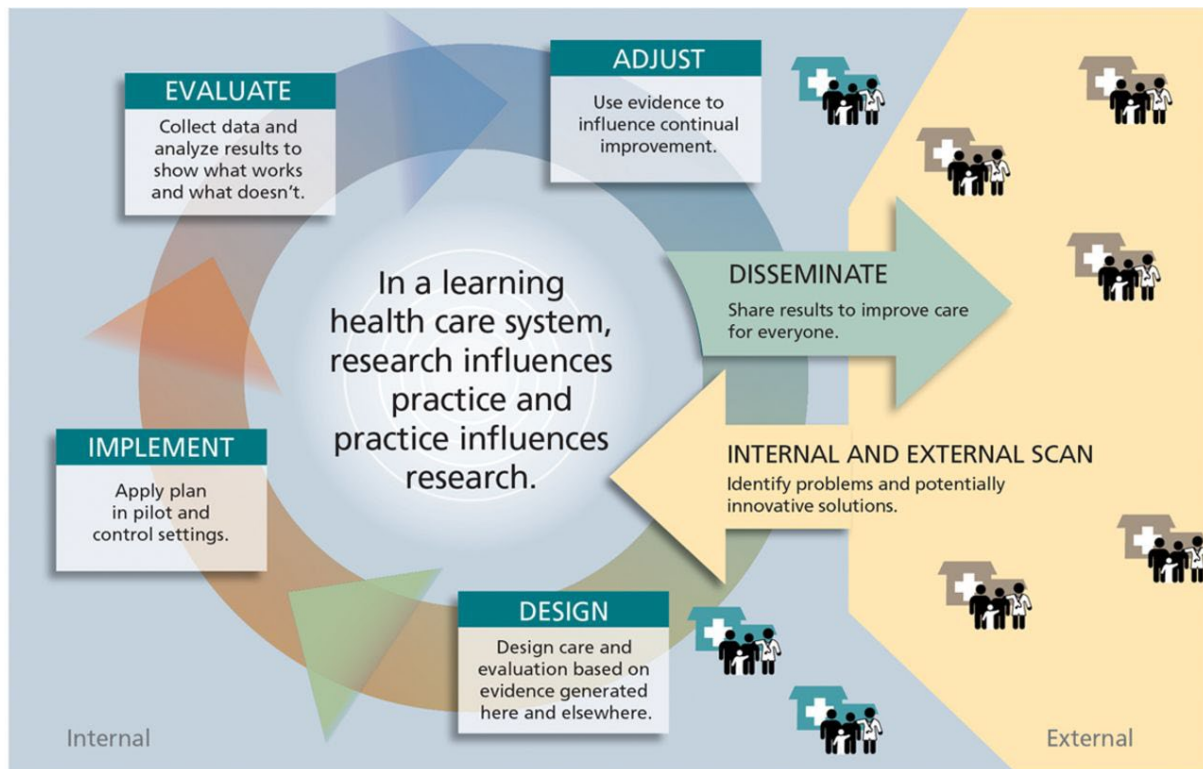 EVALUATE
Collect data and
analyze results to
show what works
and what doesn’t.
ADJUST
Use evidence to
influence continual
improvement.
In a learning
health care system,
research influences
practice and
practice influences
research.
DISSEMINATE
Share results to improve care
for everyone.
INTERNAL AND EXTERNAL SCAN
Identify problems and potentially
innovative solutions.
IMPLEMENT
Apply plan
in pilot and
control settings.
DESIGN
Design care and
evaluation based on
evidence generated
here and elsewhere.
Internal
External